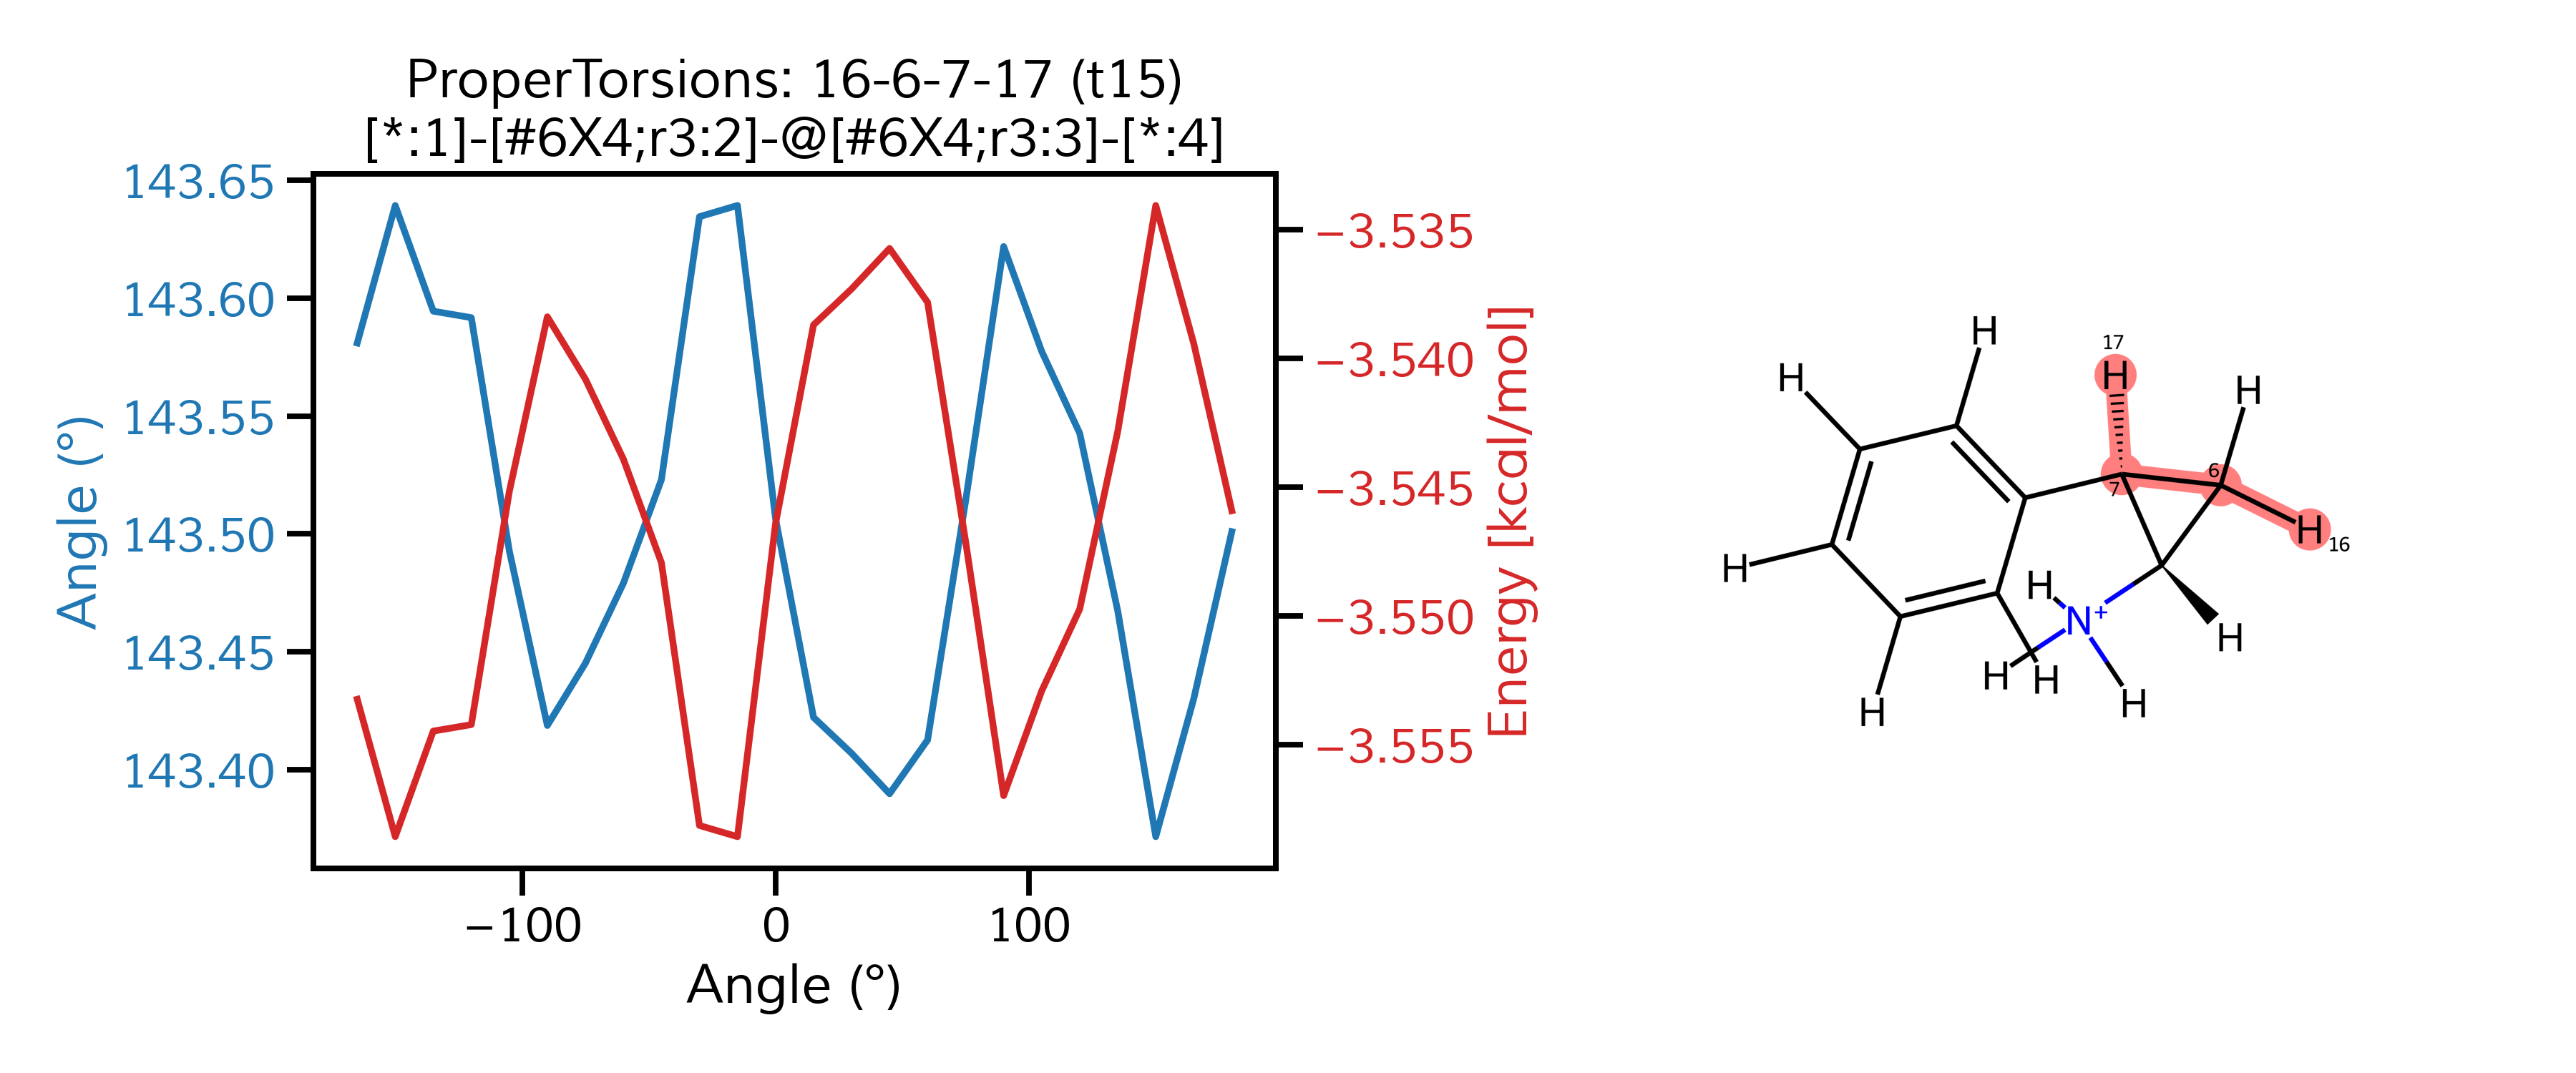 ProperTorsions: 16-6-7-17 (t15)
[*:1]-[#6X4;r3:2]-@[#6X4;r3:3]-[*:4]
143.65
143.60
143.55
143.50
143.45
143.40
Angle (°)
−100
0
100
Angle (°)
−3.535
−3.540
−3.545
−3.550
−3.555
Energy [kcal/mol]
H
H
17
H
H
6
7
H
16
H
H
N+
H
H
H
H
H